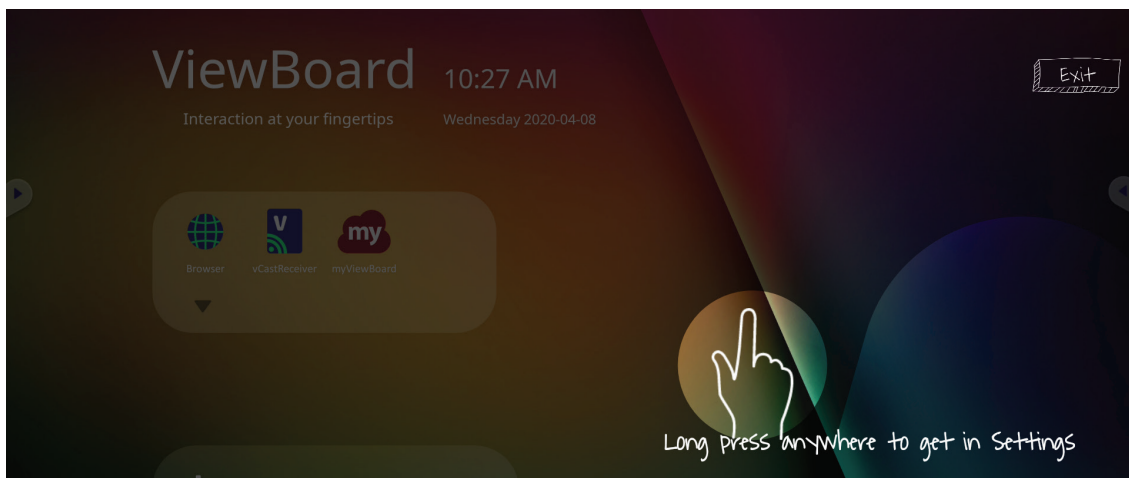 ViewBoard 10:27 AM
Exit
Interaction at your fingertips Wednesday 2020-04-08
V
my
Browser vCastReceiver myViewBoard
Long press anywhere to get in Settings